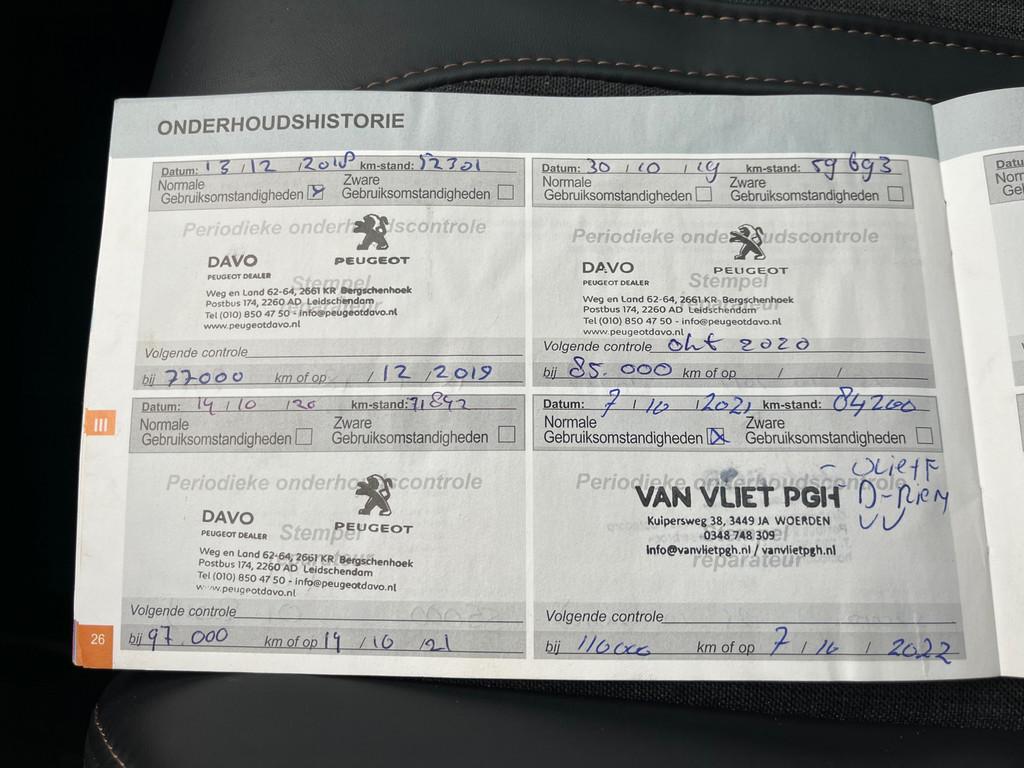 ONDERHOUDSHISTORIE
Datum: 13 / 12 / 2018 km-stand: 52301
Normale Gebruiksomstandigheden Zware Gebruiksomstandigheden
Periodieke onderhoudscontrole
DAVO PEUGEOT
PEUGEOT DEALER
Stempel reparateur
Weg en Land 62-64, 2661 KR Bergschenhoek
Postbus 174, 2260 AD Leidschendam
Tel (010) 850 47 50 - info@peugeotdavo.nl
www.peugeotdavo.nl
Volgende controle
bij 77000 km of op / 12 / 2019
Datum: 30 / 10 / 19 km-stand: 59693
Normale Gebruiksomstandigheden Zware Gebruiksomstandigheden
Periodieke onderhoudscontrole
DAVO PEUGEOT
PEUGEOT DEALER
Stempel reparateur
Weg en Land 62-64, 2661 KR Bergschenhoek
Postbus 174, 2260 AD Leidschendam
Tel (010) 850 47 50 - info@peugeotdavo.nl
www.peugeotdavo.nl
Volgende controle okt 2020
bij 85.000 km of op / /
Datum: 14 / 10 / 20 km-stand: 71842
Normale Gebruiksomstandigheden Zware Gebruiksomstandigheden
Periodieke onderhoudscontrole
DAVO PEUGEOT
PEUGEOT DEALER
Stempel reparateur
Weg en Land 62-64, 2661 KR Bergschenhoek
Postbus 174, 2260 AD Leidschendam
Tel (010) 850 47 50 - info@peugeotdavo.nl
www.peugeotdavo.nl
Volgende controle
bij 97.000 km of op 14 / 10 / 21
Datum: 7 / 10 / 2021 km-stand: 84200
Normale Gebruiksomstandigheden Zware Gebruiksomstandigheden
- Olie + F
Periodieke onderhoudscontrole
VAN VLIET PGH
D-Riem
Kuipersweg 38, 3449 JA WOERDEN
0348 748 309
Stempel reparateur
Info@vanvlietpgh.nl / vanvlietpgh.nl
Volgende controle
bij 110000 km of op 7 / 10 / 2022
III
26